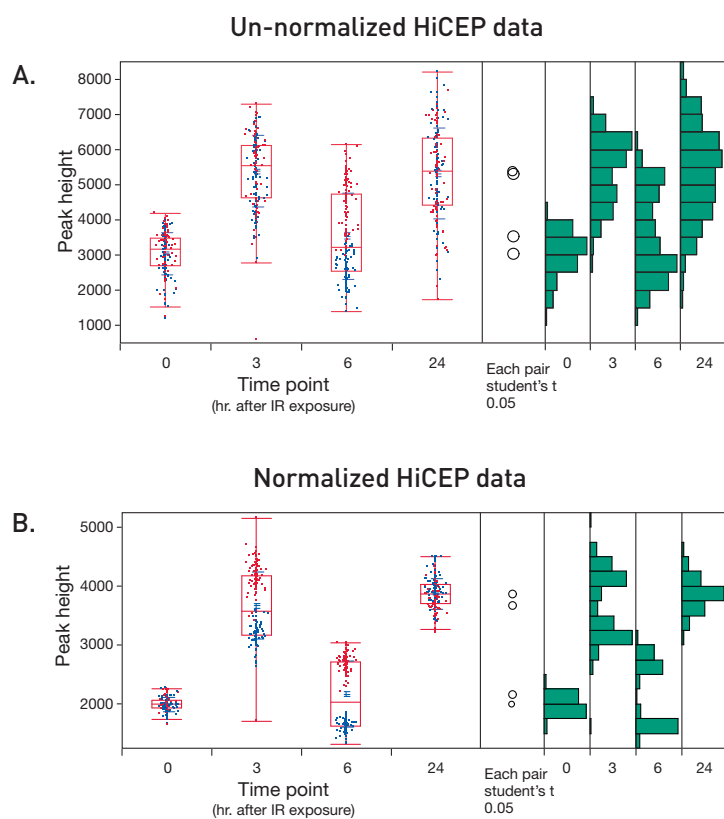 Un-normalized HiCEP data
A.
8000
7000
6000
5000
4000
3000
2000
1000
Peak height
0 3 6 24
Time point
(hr. after IR exposure)
Each pair
student's t
0.05
0 3 6 24
Normalized HiCEP data
B.
5000
4000
3000
2000
Peak height
0 3 6 24
Time point
(hr. after IR exposure)
Each pair
student's t
0.05
0 3 6 24